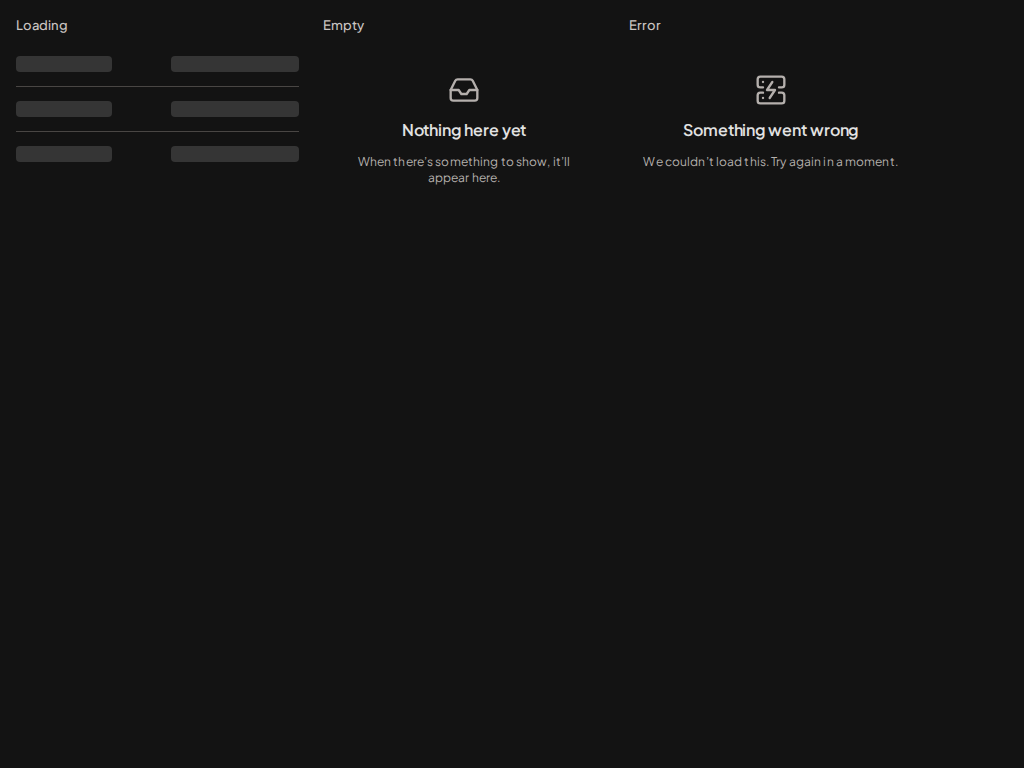 Loading
Empty
Error
Nothing here yet
When there's something to show, it'll
appear here.
Something went wrong
We couldn't load this. Try again in a moment.